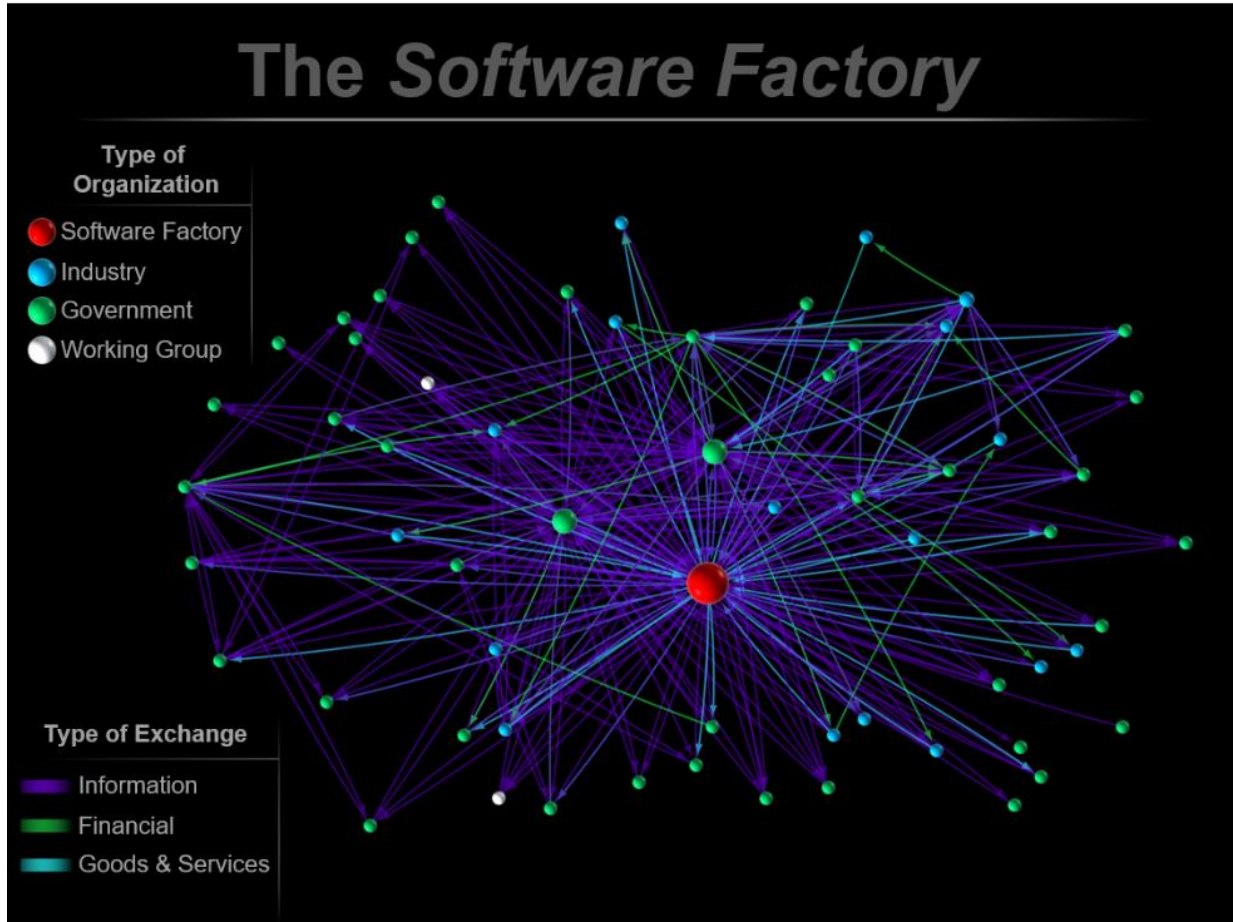 The Software Factory
Type of
Organization
Software Factory
Industry
Government
Working Group
Type of Exchange
Information
Financial
Goods & Services